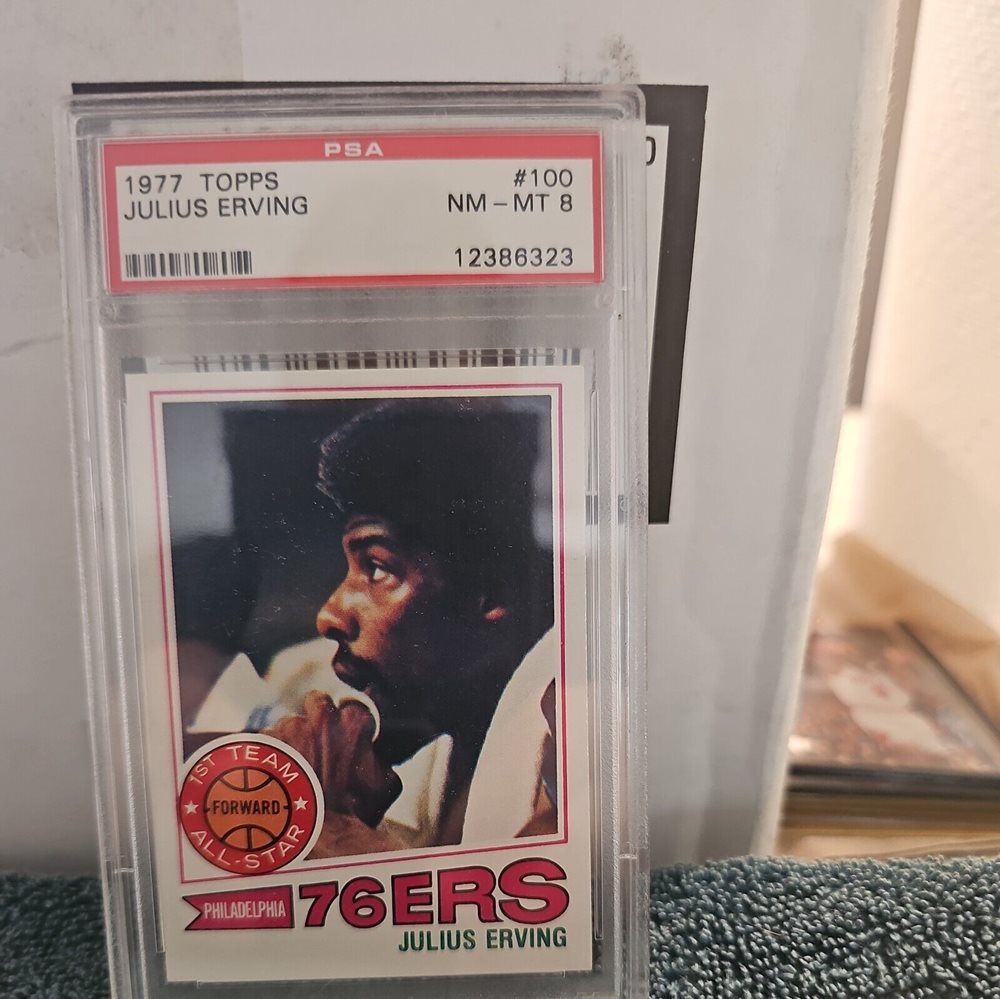 PSA
1977 TOPPS #100
JULIUS ERVING NM-MT 8
12386323
1ST TEAM
FORWARD
ALL-STAR
PHILADELPHIA 76ERS
JULIUS ERVING